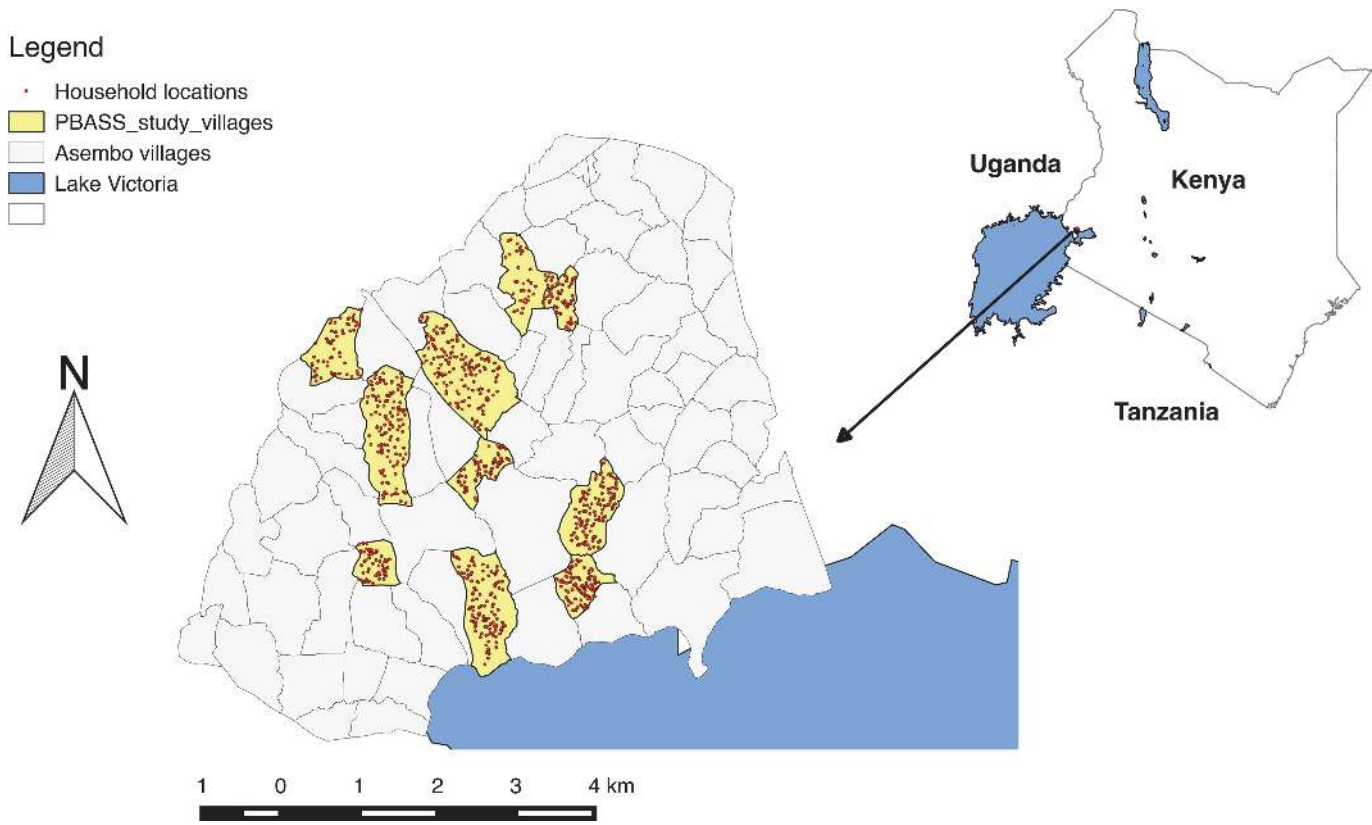 Legend
Household locations
PBASS_study_villages
Asembo villages
Lake Victoria
Uganda
Kenya
Tanzania
N
1 0 1 2 3 4 km